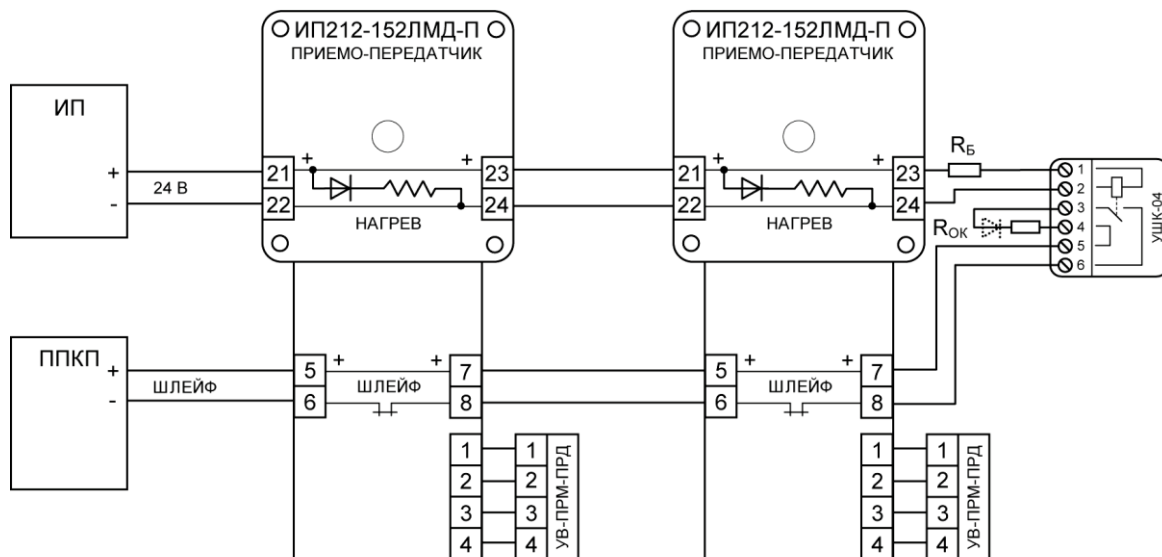 ИП212-152ЛМД-П
ПРИЕМО-ПЕРЕДАТЧИК
ИП212-152ЛМД-П
ПРИЕМО-ПЕРЕДАТЧИК
ИП
+
24 В
-
21
+
+
23
22
НАГРЕВ
24
21
+
+
23
22
НАГРЕВ
24
RБ
RОК
1
2
3
4
5
6
УШК-04
ППКП
+
ШЛЕЙФ
-
5
+
+
7
6
ШЛЕЙФ
8
5
+
+
7
6
ШЛЕЙФ
8
1
1
2
2
3
3
4
4
УВ-ПРМ-ПРД
1
1
2
2
3
3
4
4
УВ-ПРМ-ПРД